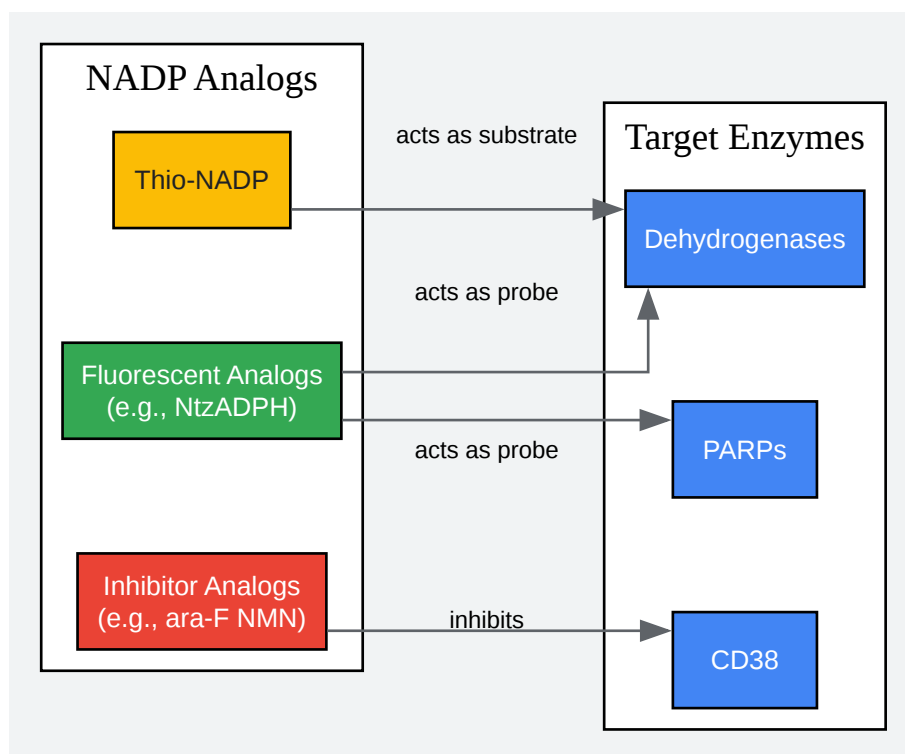 NADP Analogs
Thio-NADP
Fluorescent Analogs
(e.g., NtzADPH)
Inhibitor Analogs
(e.g., ara-F NMN)
acts as substrate
acts as probe
acts as probe
inhibits
Target Enzymes
Dehydrogenases
PARPs
CD38